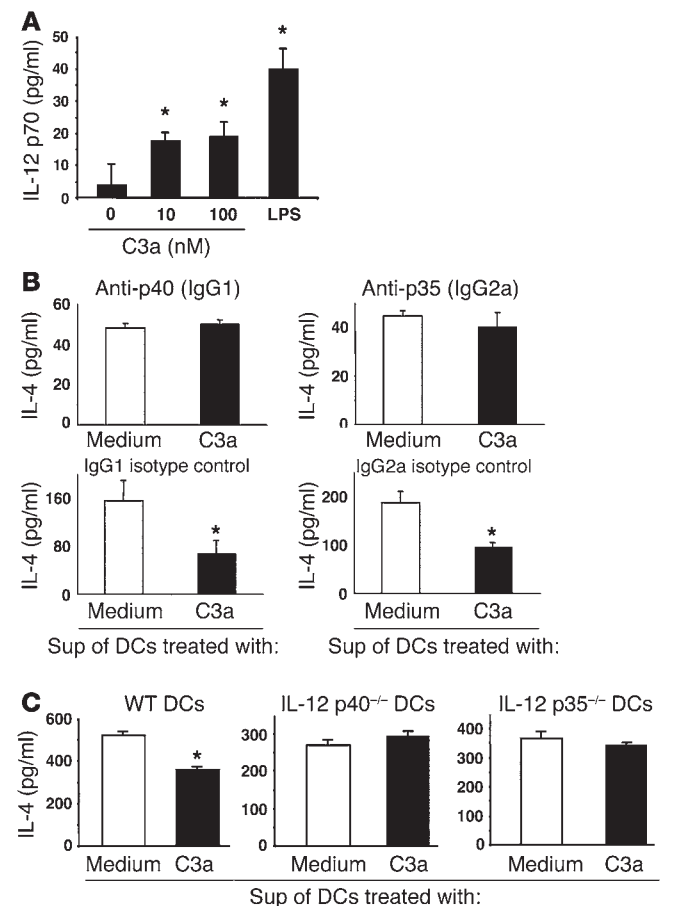 A
IL-12 p70 (pg/ml)
50
40
30
20
10
0
*
*
*
0 10 100 LPS
C3a (nM)
B
Anti-p40 (IgG1)
IL-4 (pg/ml)
60
40
20
0
Medium C3a
Anti-p35 (IgG2a)
IL-4 (pg/ml)
40
20
0
Medium C3a
IgG1 isotype control
IL-4 (pg/ml)
160
80
0
*
Medium C3a
Sup of DCs treated with:
IgG2a isotype control
IL-4 (pg/ml)
200
100
0
*
Medium C3a
Sup of DCs treated with:
C
WT DCs
IL-4 (pg/ml)
600
400
200
0
*
Medium C3a
IL-12 p40⁻/⁻ DCs
300
200
100
0
Medium C3a
IL-12 p35⁻/⁻ DCs
400
300
200
100
0
Medium C3a
Sup of DCs treated with: